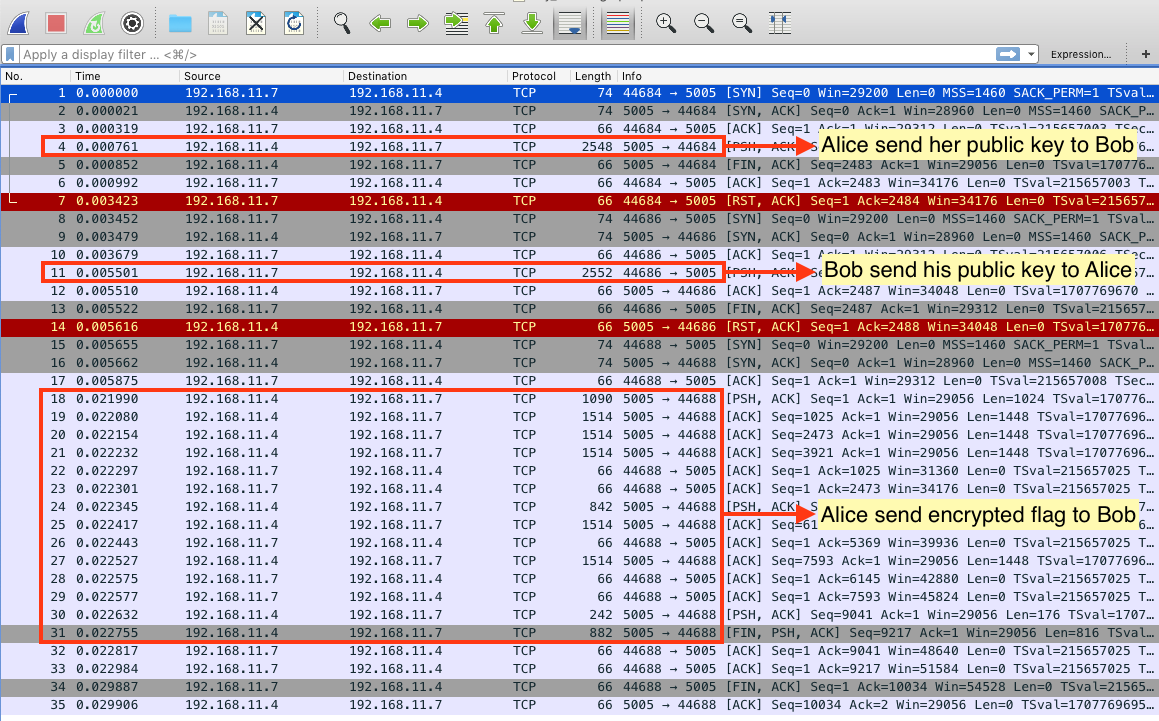 Apply a display filter ... <⌘/>
Expression...
+
No. Time Source Destination Protocol Length Info
1 0.000000 192.168.11.7 192.168.11.4 TCP 74 44684 → 5005 [SYN] Seq=0 Win=29200 Len=0 MSS=1460 SACK_PERM=1 TSval…
2 0.000021 192.168.11.4 192.168.11.7 TCP 74 5005 → 44684 [SYN, ACK] Seq=0 Ack=1 Win=28960 Len=0 MSS=1460 SACK_P…
3 0.000319 192.168.11.7 192.168.11.4 TCP 66 44684 → 5005 [ACK] Seq=1 Ack=1 Win=29312 Len=0 TSval=215657003 TSec…
4 0.000761 192.168.11.4 192.168.11.7 TCP 2548 5005 → 44684 [PSH, ACK] Alice send her public key to Bob
5 0.000852 192.168.11.4 192.168.11.7 TCP 66 5005 → 44684 [FIN, ACK] Seq=2483 Ack=1 Win=29056 Len=0 TSval=170776…
6 0.000992 192.168.11.7 192.168.11.4 TCP 66 44684 → 5005 [ACK] Seq=1 Ack=2483 Win=34176 Len=0 TSval=215657003 T…
7 0.003423 192.168.11.7 192.168.11.4 TCP 66 44684 → 5005 [RST, ACK] Seq=1 Ack=2484 Win=34176 Len=0 TSval=215657…
8 0.003452 192.168.11.7 192.168.11.4 TCP 74 44686 → 5005 [SYN] Seq=0 Win=29200 Len=0 MSS=1460 SACK_PERM=1 TSval…
9 0.003479 192.168.11.4 192.168.11.7 TCP 74 5005 → 44686 [SYN, ACK] Seq=0 Ack=1 Win=28960 Len=0 MSS=1460 SACK_P…
10 0.003679 192.168.11.7 192.168.11.4 TCP 66 44686 → 5005 [ACK] Seq=1 Ack=1 Win=29312 Len=0
11 0.005501 192.168.11.7 192.168.11.4 TCP 2552 44686 → 5005 [PSH, ACK] Bob send his public key to Alice
12 0.005510 192.168.11.4 192.168.11.7 TCP 66 5005 → 44686 [ACK] Seq=1 Ack=2487 Win=34048 Len=0 TSval=1707769670 …
13 0.005522 192.168.11.7 192.168.11.4 TCP 66 44686 → 5005 [FIN, ACK] Seq=2487 Ack=1 Win=29312 Len=0 TSval=215657…
14 0.005616 192.168.11.4 192.168.11.7 TCP 66 5005 → 44686 [RST, ACK] Seq=1 Ack=2488 Win=34048 Len=0 TSval=170776…
15 0.005655 192.168.11.7 192.168.11.4 TCP 74 44688 → 5005 [SYN] Seq=0 Win=29200 Len=0 MSS=1460 SACK_PERM=1 TSval…
16 0.005662 192.168.11.4 192.168.11.7 TCP 74 5005 → 44688 [SYN, ACK] Seq=0 Ack=1 Win=28960 Len=0 MSS=1460 SACK_P…
17 0.005875 192.168.11.7 192.168.11.4 TCP 66 44688 → 5005 [ACK] Seq=1 Ack=1 Win=29312 Len=0 TSval=215657008 TSec…
18 0.021990 192.168.11.4 192.168.11.7 TCP 1090 5005 → 44688 [PSH, ACK] Seq=1 Ack=1 Win=29056 Len=1024 TSval=170776…
19 0.022080 192.168.11.4 192.168.11.7 TCP 1514 5005 → 44688 [ACK] Seq=1025 Ack=1 Win=29056 Len=1448 TSval=17077696…
20 0.022154 192.168.11.4 192.168.11.7 TCP 1514 5005 → 44688 [ACK] Seq=2473 Ack=1 Win=29056 Len=1448 TSval=17077696…
21 0.022232 192.168.11.4 192.168.11.7 TCP 1514 5005 → 44688 [ACK] Seq=3921 Ack=1 Win=29056 Len=1448 TSval=17077696…
22 0.022297 192.168.11.7 192.168.11.4 TCP 66 44688 → 5005 [ACK] Seq=1 Ack=1025 Win=31360 Len=0 TSval=215657025 T…
23 0.022301 192.168.11.7 192.168.11.4 TCP 66 44688 → 5005 [ACK] Seq=1 Ack=2473 Win=34176 Len=0 TSval=215657025 T…
24 0.022345 192.168.11.4 192.168.11.7 TCP 842 5005 → 44688 [PSH, ACK] Alice send encrypted flag to Bob
25 0.022417 192.168.11.4 192.168.11.7 TCP 1514 5005 → 44688 [ACK]
26 0.022443 192.168.11.7 192.168.11.4 TCP 66 44688 → 5005 [ACK] Seq=1 Ack=5369 Win=39936 Len=0 TSval=215657025 T…
27 0.022527 192.168.11.4 192.168.11.7 TCP 1514 5005 → 44688 [ACK] Seq=7593 Ack=1 Win=29056 Len=1448 TSval=17077696…
28 0.022575 192.168.11.7 192.168.11.4 TCP 66 44688 → 5005 [ACK] Seq=1 Ack=6145 Win=42880 Len=0 TSval=215657025 T…
29 0.022577 192.168.11.7 192.168.11.4 TCP 66 44688 → 5005 [ACK] Seq=1 Ack=7593 Win=45824 Len=0 TSval=215657025 T…
30 0.022632 192.168.11.4 192.168.11.7 TCP 242 5005 → 44688 [PSH, ACK] Seq=9041 Ack=1 Win=29056 Len=176 TSval=1707…
31 0.022755 192.168.11.4 192.168.11.7 TCP 882 5005 → 44688 [FIN, PSH, ACK] Seq=9217 Ack=1 Win=29056 Len=816 TSval…
32 0.022817 192.168.11.7 192.168.11.4 TCP 66 44688 → 5005 [ACK] Seq=1 Ack=9041 Win=48640 Len=0 TSval=215657025 T…
33 0.022984 192.168.11.7 192.168.11.4 TCP 66 44688 → 5005 [ACK] Seq=1 Ack=9217 Win=51584 Len=0 TSval=215657025 T…
34 0.029887 192.168.11.7 192.168.11.4 TCP 66 44688 → 5005 [FIN, ACK] Seq=1 Ack=10034 Win=54528 Len=0 TSval=21565…
35 0.029906 192.168.11.4 192.168.11.7 TCP 66 5005 → 44688 [ACK] Seq=10034 Ack=2 Win=29056 Len=0 TSval=1707769695…